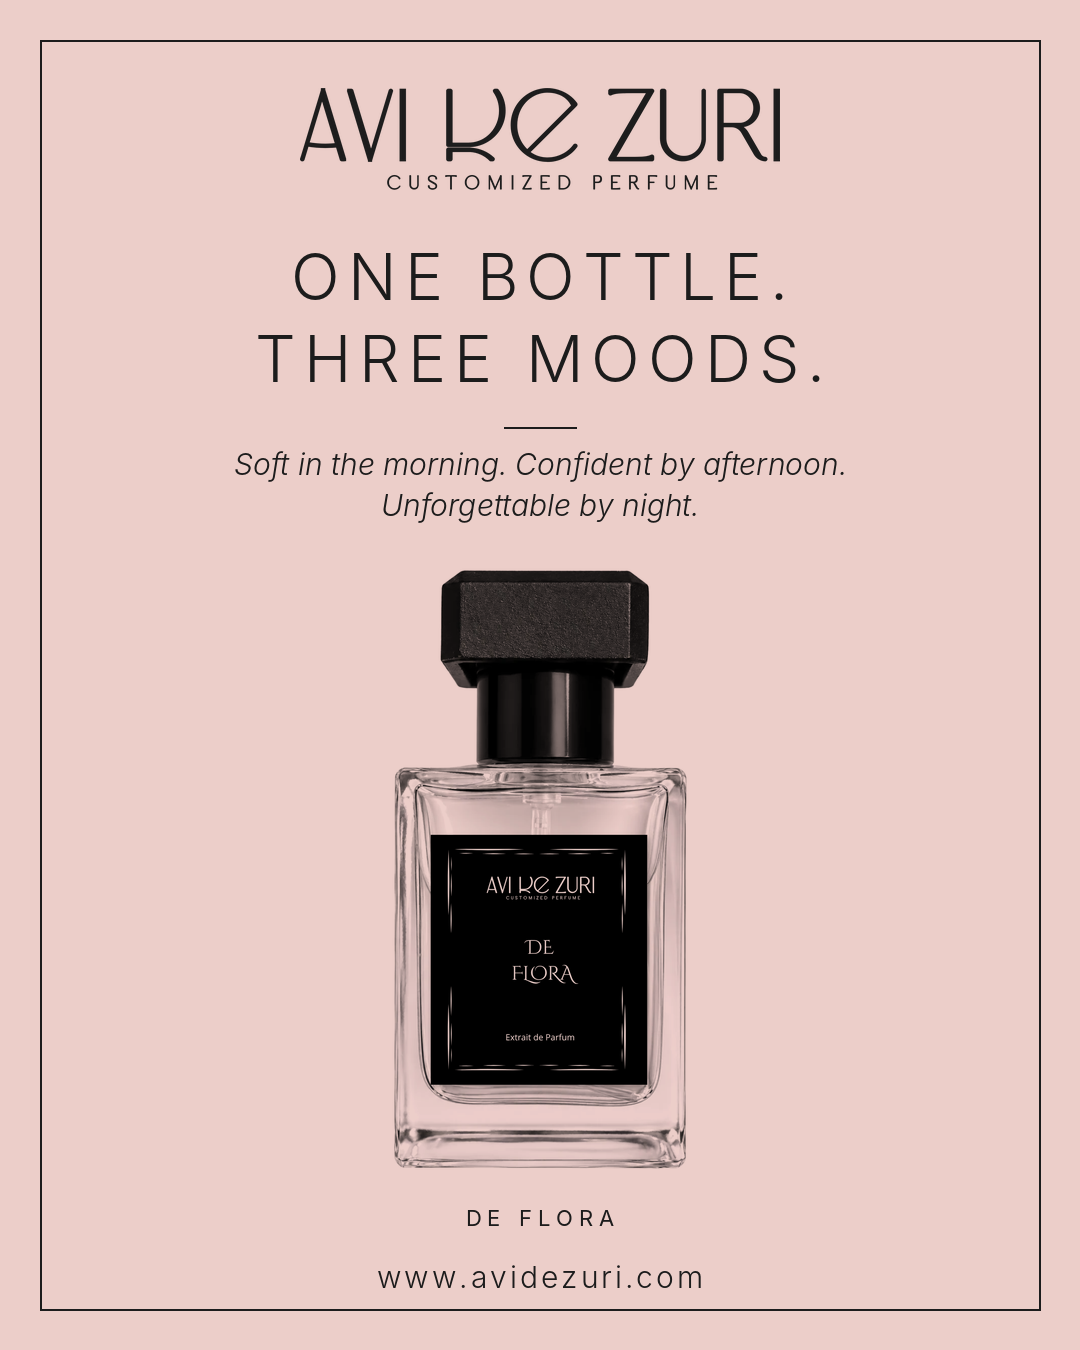 AVI DE ZURI
CUSTOMIZED PERFUME
ONE BOTTLE.
THREE MOODS.
Soft in the morning. Confident by afternoon.
Unforgettable by night.
AVI DE ZURI
CUSTOMIZED PERFUME
DE
FLORA
Extrait de Parfum
DE FLORA
www.avidezuri.com